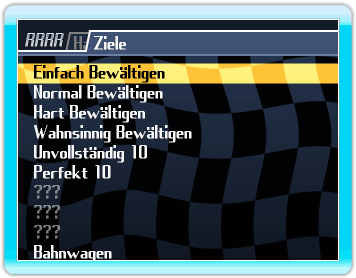 RRRR H. Ziele
Einfach Bewältigen
Normal Bewältigen
Hart Bewältigen
Wahnsinnig Bewältigen
Unvollständig 10
Perfekt 10
???
???
???
Bahnwagen